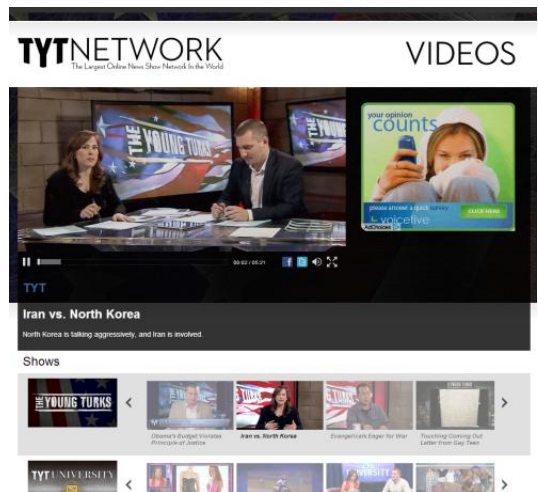 TYTNETWORK
The Largest Online News Show Network In the World
VIDEOS
THE YOUNG TURKS
THE YOUNG TURKS
your opinion
counts
please answer a quick survey
CLICK HERE
voicefive
AdChoices
00:02 / 05:21
TYT
Iran vs. North Korea
North Korea is talking aggressively, and Iran is involved.
Shows
THE YOUNG TURKS
Obama's Budget Violates
Principle of Justice
Iran vs. North Korea
Evangelicals Eager for War
Touching Coming Out
Letter from Gay Teen
TYT UNIVERSITY